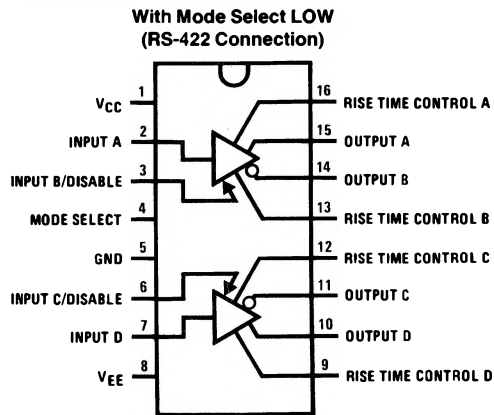 With Mode Select LOW
(RS-422 Connection)
1
VCC
2
INPUT A
3
INPUT B/DISABLE
4
MODE SELECT
5
GND
6
INPUT C/DISABLE
7
INPUT D
8
VEE
16
RISE TIME CONTROL A
15
OUTPUT A
14
OUTPUT B
13
RISE TIME CONTROL B
12
RISE TIME CONTROL C
11
OUTPUT C
10
OUTPUT D
9
RISE TIME CONTROL D